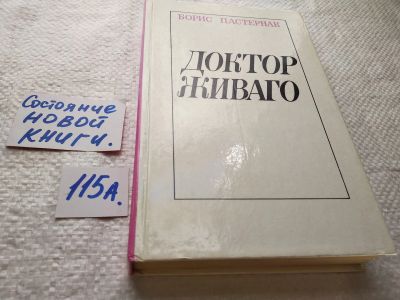 БОРИС ПАСТЕРНАК
ДОКТОР
ЖИВАГО
Состояние
НОВОЙ
КНИГИ.
115А.